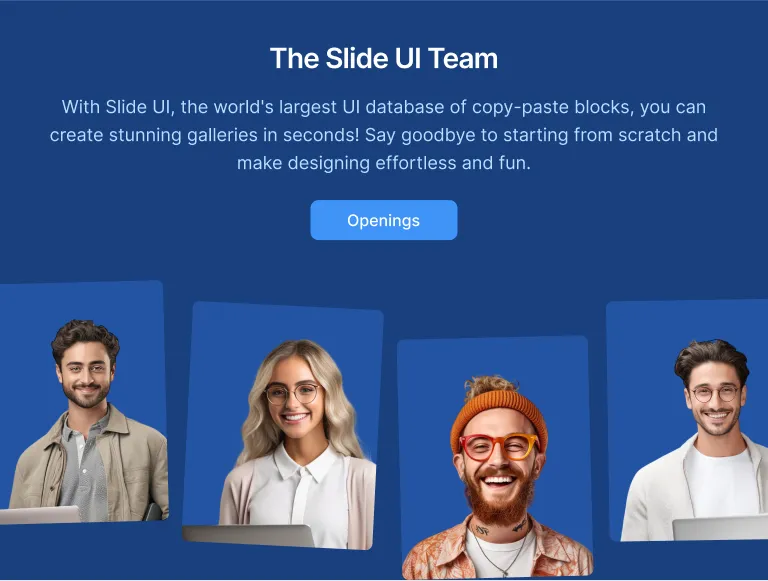 The Slide UI Team
With Slide UI, the world's largest UI database of copy-paste blocks, you can
create stunning galleries in seconds! Say goodbye to starting from scratch and
make designing effortless and fun.
Openings